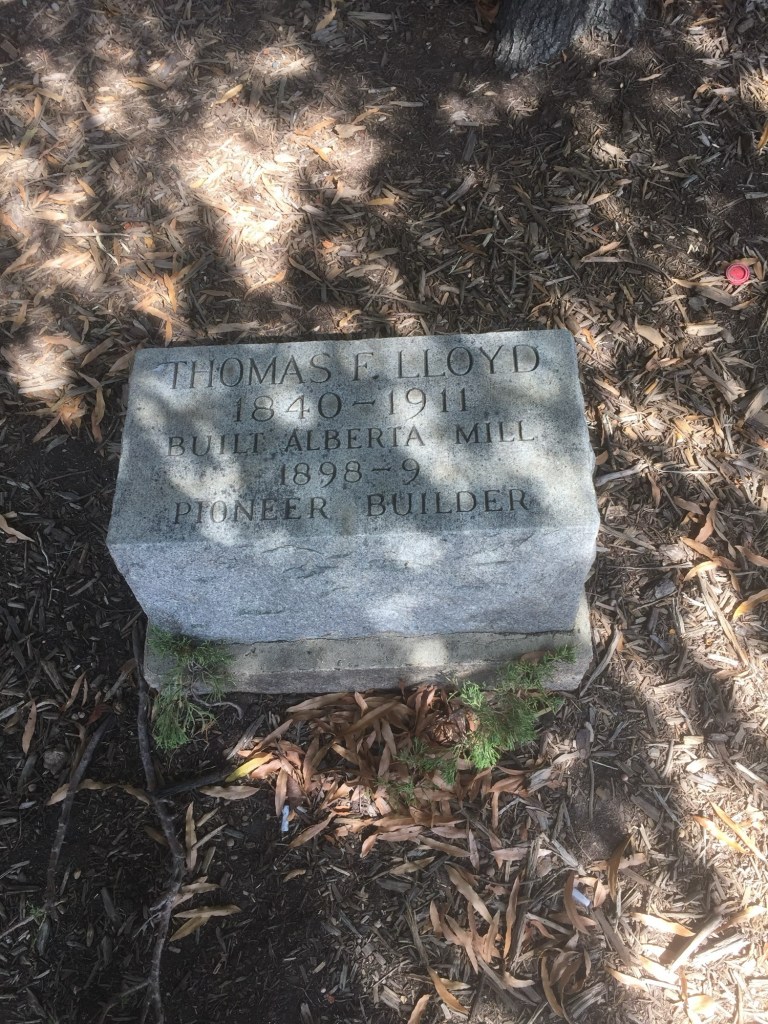 THOMAS F. LLOYD
1840-1911
BUILT ALBERTA MILL
1898-9
PIONEER BUILDER